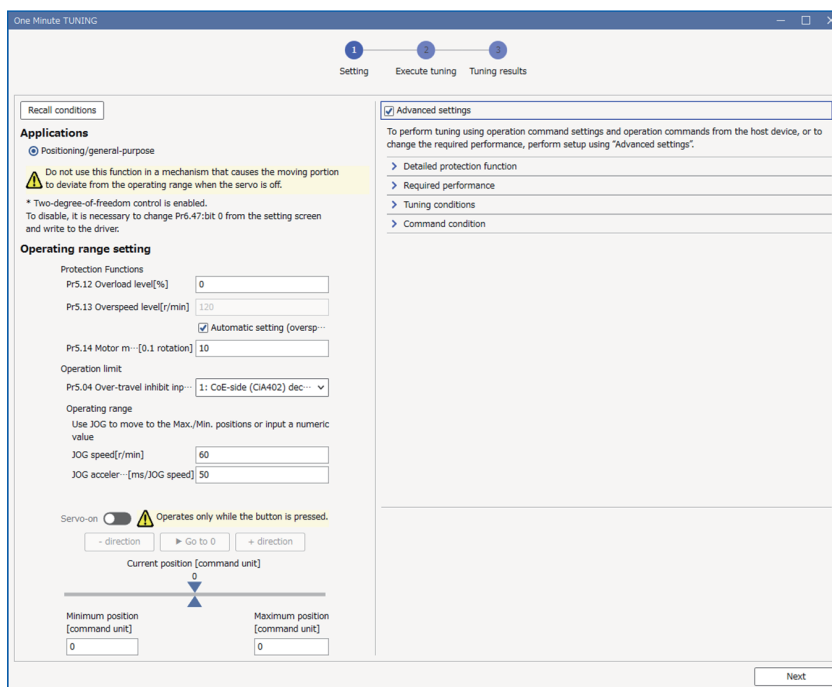 One Minute TUNING
1
2
3
Setting
Execute tuning
Tuning results
Recall conditions
Applications
Positioning/general-purpose
Do not use this function in a mechanism that causes the moving portion
to deviate from the operating range when the servo is off.
* Two-degree-of-freedom control is enabled.
To disable, it is necessary to change Pr6.47:bit 0 from the setting screen
and write to the driver.
Operating range setting
Protection Functions
Pr5.12 Overload level[%]
0
Pr5.13 Overspeed level[r/min]
120
Automatic setting (oversp···
Pr5.14 Motor m···[0.1 rotation]
10
Operation limit
Pr5.04 Over-travel inhibit inp···
1: CoE-side (CiA402) dec···
Operating range
Use JOG to move to the Max./Min. positions or input a numeric
value
JOG speed[r/min]
60
JOG acceler···[ms/JOG speed]
50
Servo-on
Operates only while the button is pressed.
- direction
Go to 0
+ direction
Current position [command unit]
0
Minimum position
[command unit]
0
Maximum position
[command unit]
0
Advanced settings
To perform tuning using operation command settings and operation commands from the host device, or to
change the required performance, perform setup using "Advanced settings".
Detailed protection function
Required performance
Tuning conditions
Command condition
Next